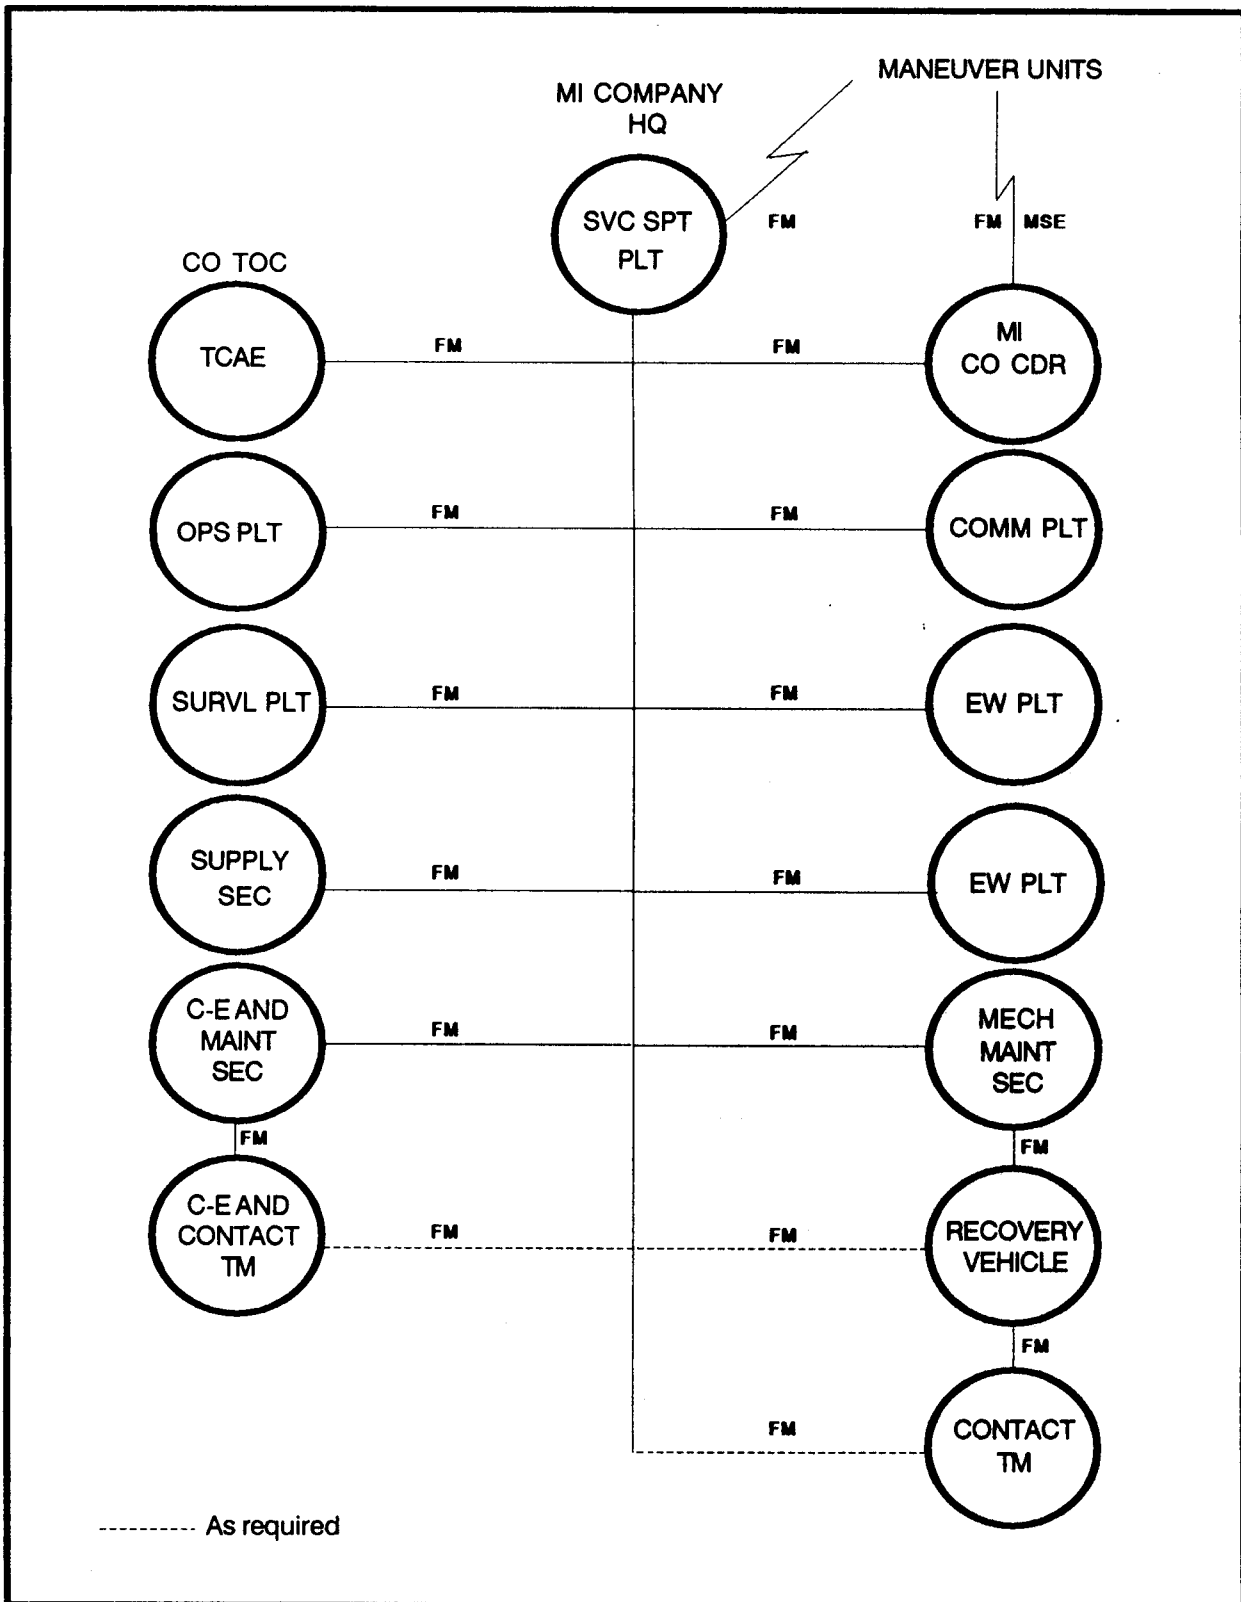 MANEUVER UNITS
MI COMPANY
HQ
SVC SPT
PLT
FM
FM
MSE
CO TOC
TCAE
FM
FM
MI
CO CDR
OPS PLT
FM
FM
COMM PLT
SURVL PLT
FM
FM
EW PLT
SUPPLY
SEC
FM
FM
EW PLT
C-E AND
MAINT
SEC
FM
FM
MECH
MAINT
SEC
FM
FM
C-E AND
CONTACT
TM
FM
FM
RECOVERY
VEHICLE
FM
FM
CONTACT
TM
As required